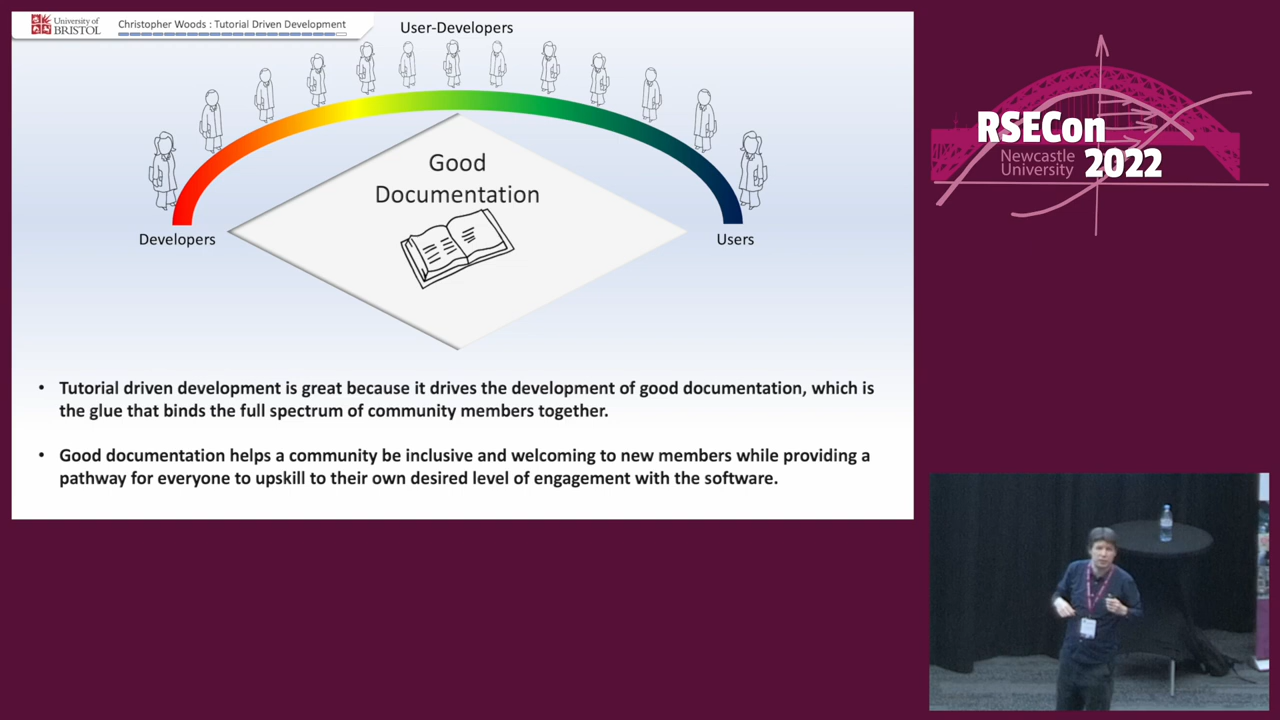 University of
BRISTOL
Christopher Woods : Tutorial Driven Development
User-Developers
Good
Documentation
Developers
Users
• Tutorial driven development is great because it drives the development of good documentation, which is
the glue that binds the full spectrum of community members together.
• Good documentation helps a community be inclusive and welcoming to new members while providing a
pathway for everyone to upskill to their own desired level of engagement with the software.
RSECon
Newcastle
University
2022